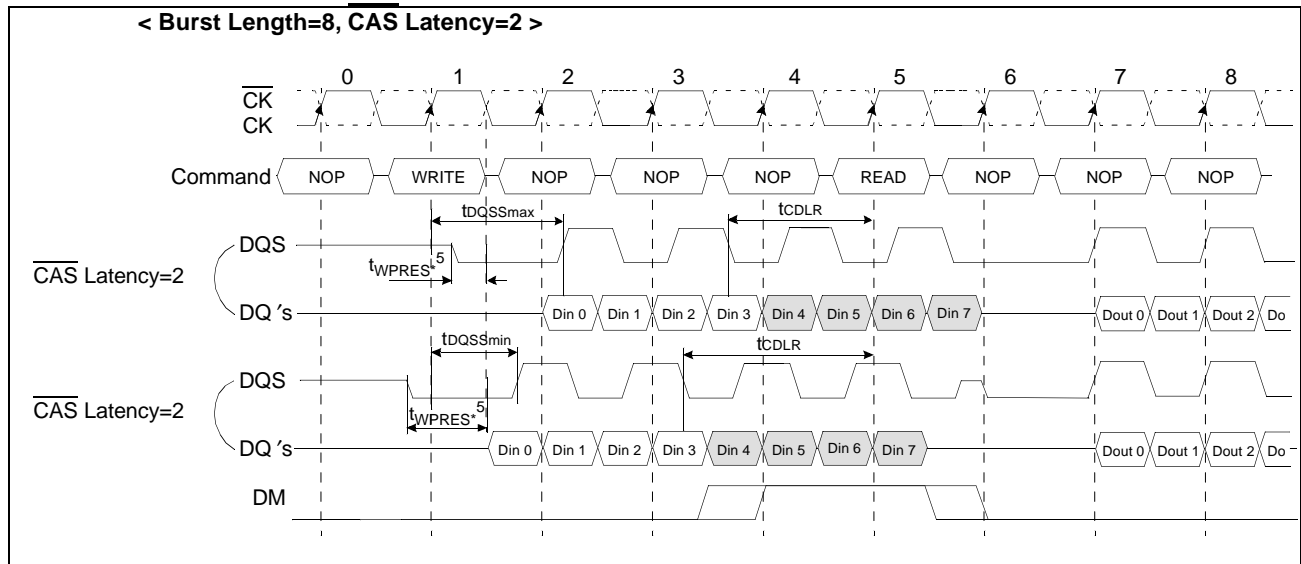 < Burst Length=8, CAS Latency=2 >
0 1 2 3 4 5 6 7 8
CK
CK
Command NOP WRITE NOP NOP NOP READ NOP NOP NOP
tDQSSmax tCDLR
DQS
tWPRES*5
CAS Latency=2
DQ 's Din 0 Din 1 Din 2 Din 3 Din 4 Din 5 Din 6 Din 7 Dout 0 Dout 1 Dout 2 Do
tDQSSmin tCDLR
DQS
CAS Latency=2
tWPRES*5
DQ 's Din 0 Din 1 Din 2 Din 3 Din 4 Din 5 Din 6 Din 7 Dout 0 Dout 1 Dout 2 Do
DM